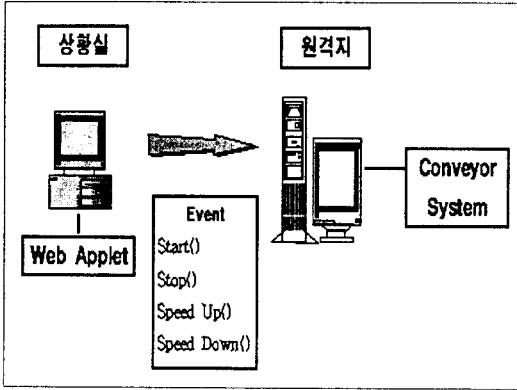 상황실
원격지
Web Applet
Event
Start()
Stop()
Speed Up()
Speed Down()
Conveyor
System